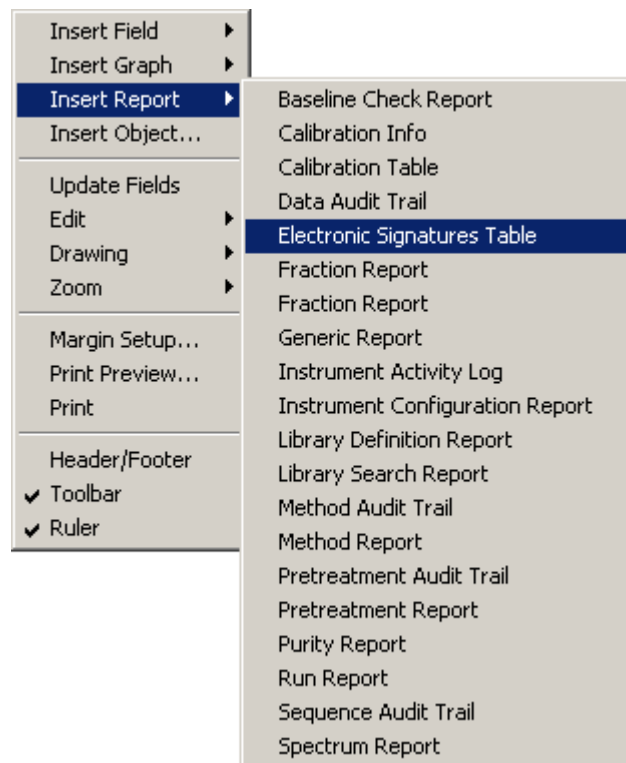 Insert Field
Insert Graph
Insert Report
Insert Object...
Update Fields
Edit
Drawing
Zoom
Margin Setup...
Print Preview...
Print
Header/Footer
Toolbar
Ruler
Baseline Check Report
Calibration Info
Calibration Table
Data Audit Trail
Electronic Signatures Table
Fraction Report
Fraction Report
Generic Report
Instrument Activity Log
Instrument Configuration Report
Library Definition Report
Library Search Report
Method Audit Trail
Method Report
Pretreatment Audit Trail
Pretreatment Report
Purity Report
Run Report
Sequence Audit Trail
Spectrum Report